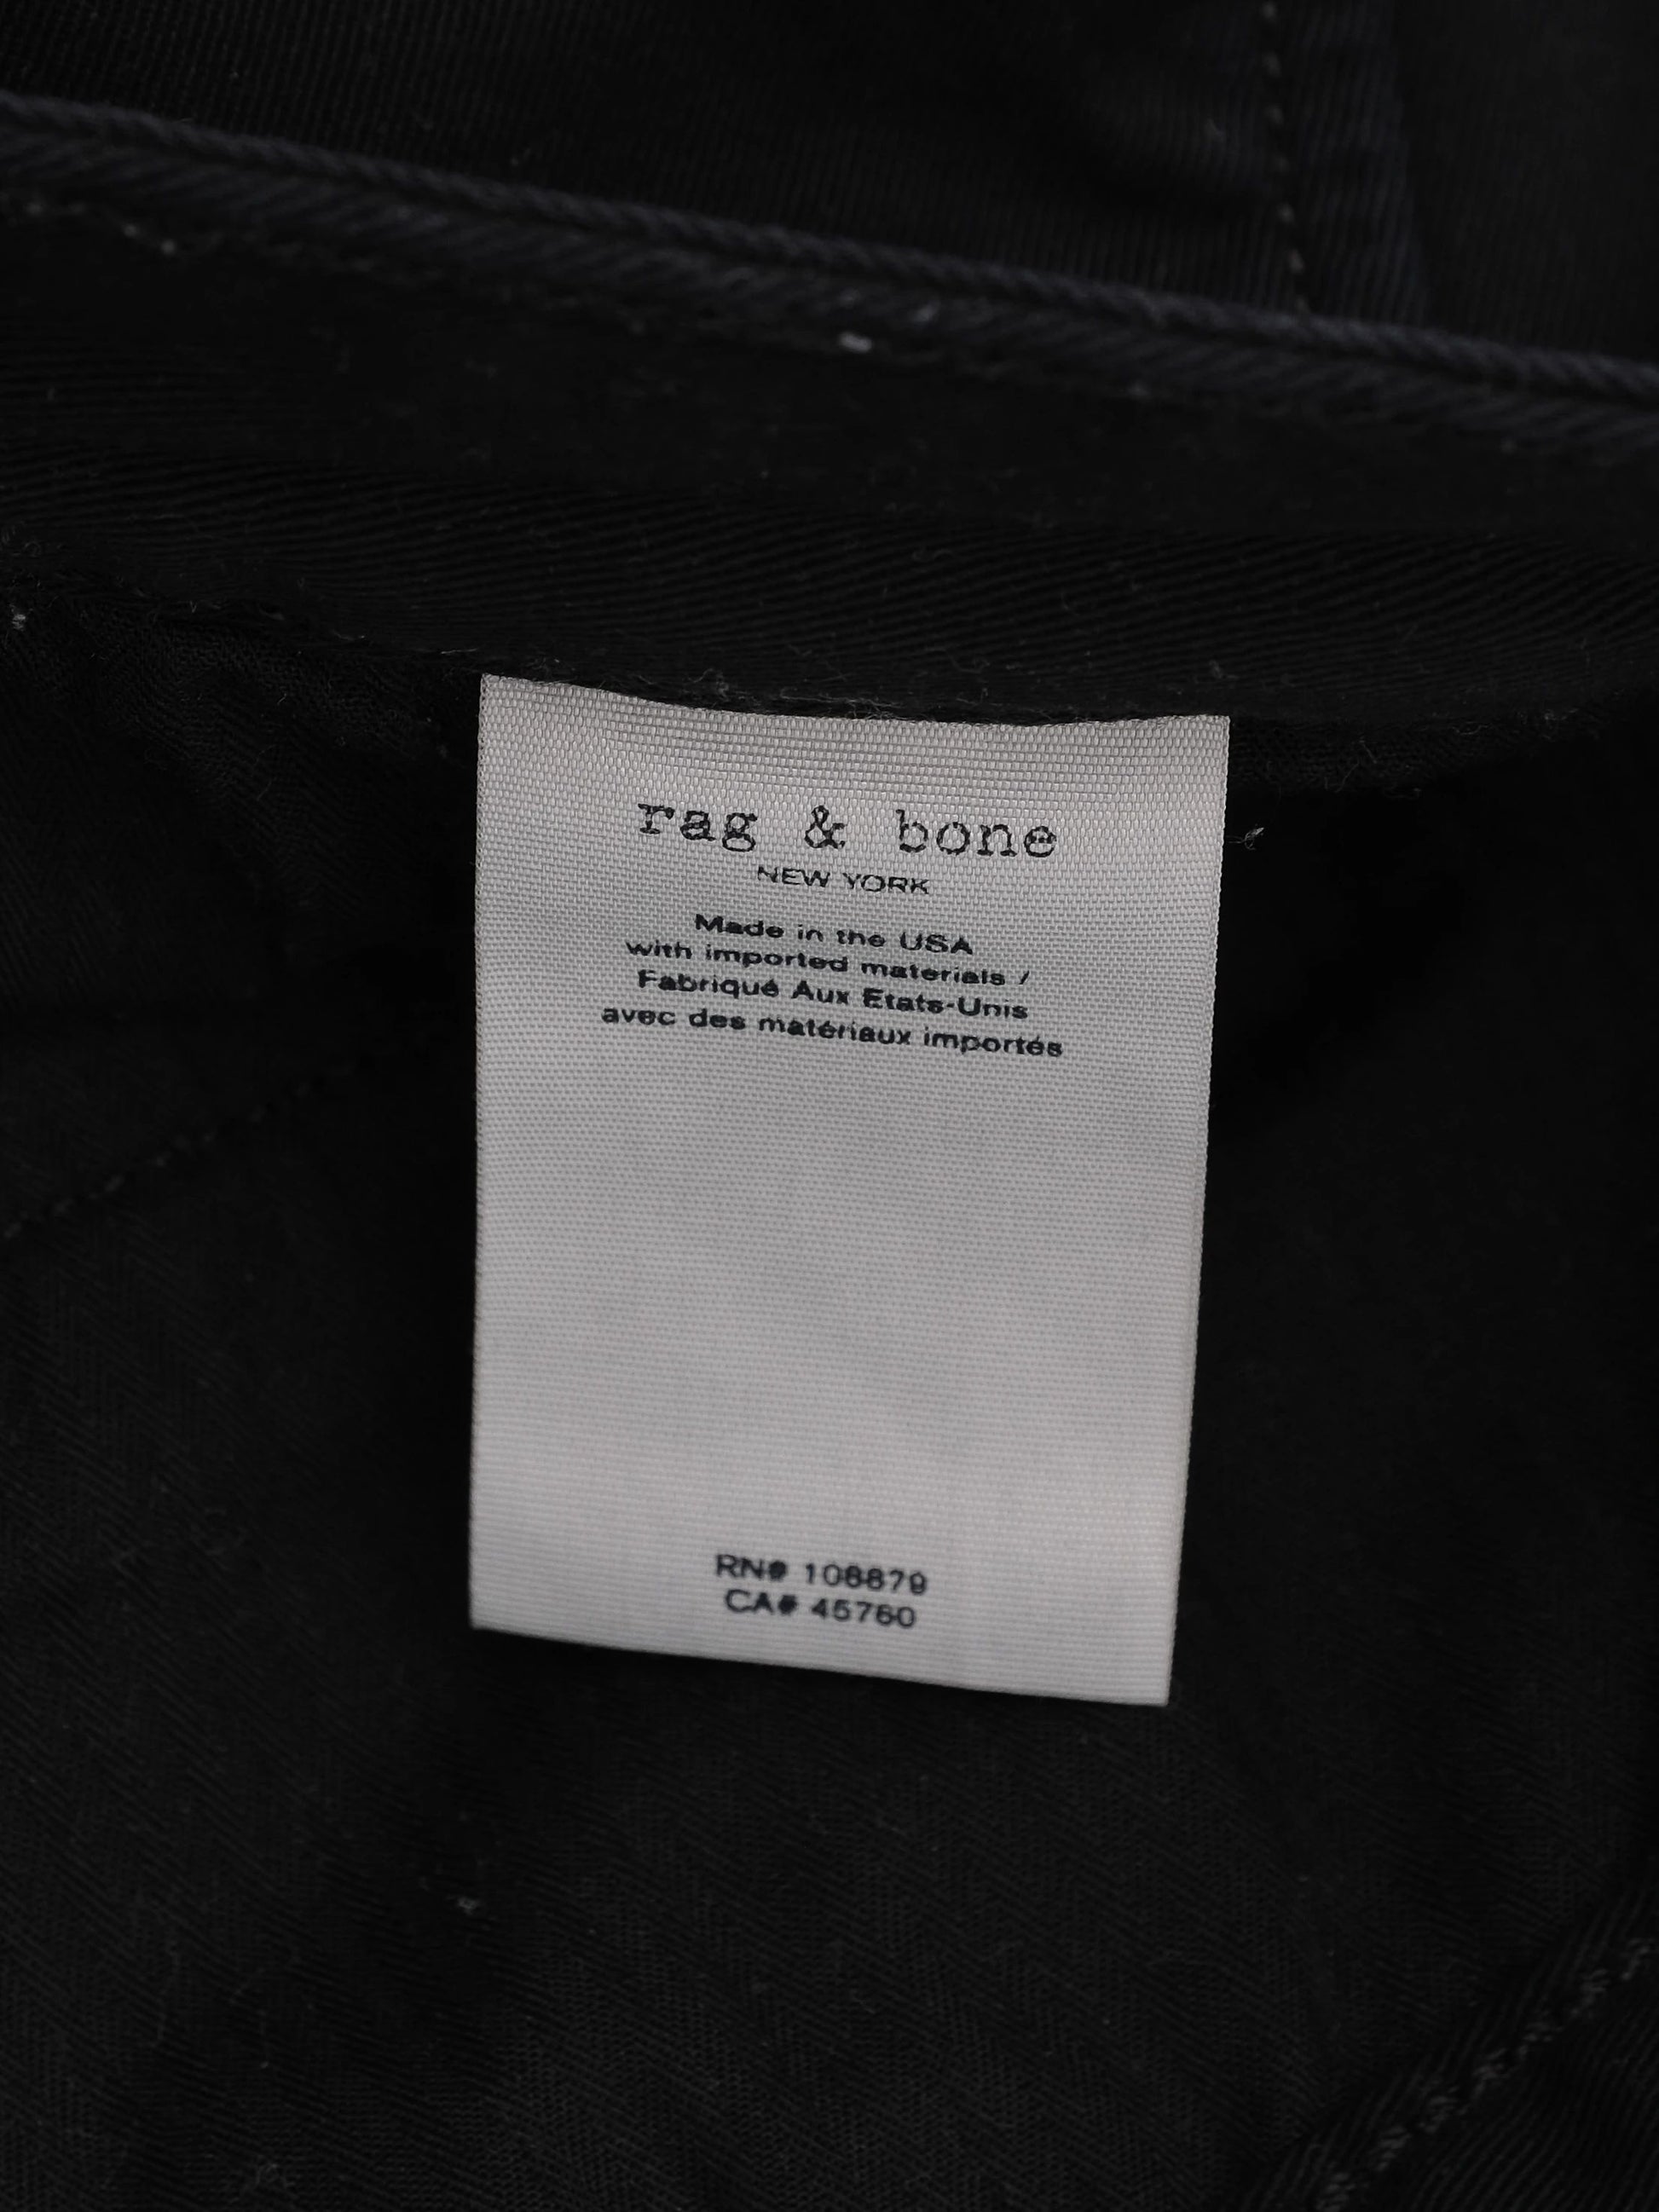 rag & bone
NEW YORK
Made in the USA
with imported materials /
Fabriqué Aux Etats-Unis
avec des matériaux importés
RN# 108879
CA# 45760